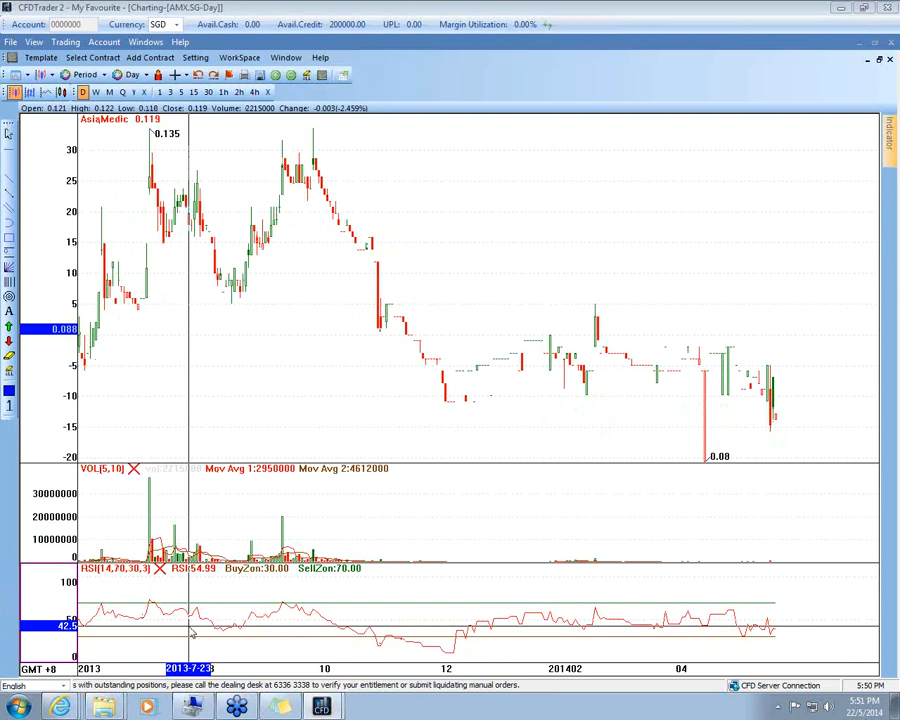 CFDTrader 2 - My Favourite - [Charting-[AMX.SG-Day]]
Account: 0000000 Currency: SGD Avail.Cash: 0.00 Avail.Credit: 200000.00 UPL: 0.00 Margin Utilization: 0.00%
File View Trading Account Windows Help
Template Select Contract Add Contract Setting WorkSpace Window Help
Period Day
D W M Q Y X 1 3 5 15 30 1h 2h 4h X
Open: 0.121 High: 0.122 Low: 0.118 Close: 0.119 Volume: 2215000 Change: -0.003(-2.459%)
AsiaMedic 0.119
Indicator
0.135
30
25
20
15
10
5
0.088
-5
-10
-15
-20
0.08
VOL(5,10) vol:2215000 Mov Avg 1:2950000 Mov Avg 2:4612000
30000000
20000000
10000000
0
RSI(14,70,30,3) RSI:54.99 BuyZon:30.00 SellZon:70.00
100
50
42.5
0
GMT +8 2013 2013-7-23 10 12 201402 04
English s with outstanding positions, please call the dealing desk at 6336 3338 to verify your entitlement or submit liquidating manual orders. CFD Server Connection 5:50 PM
CFD
5:51 PM
22/5/2014